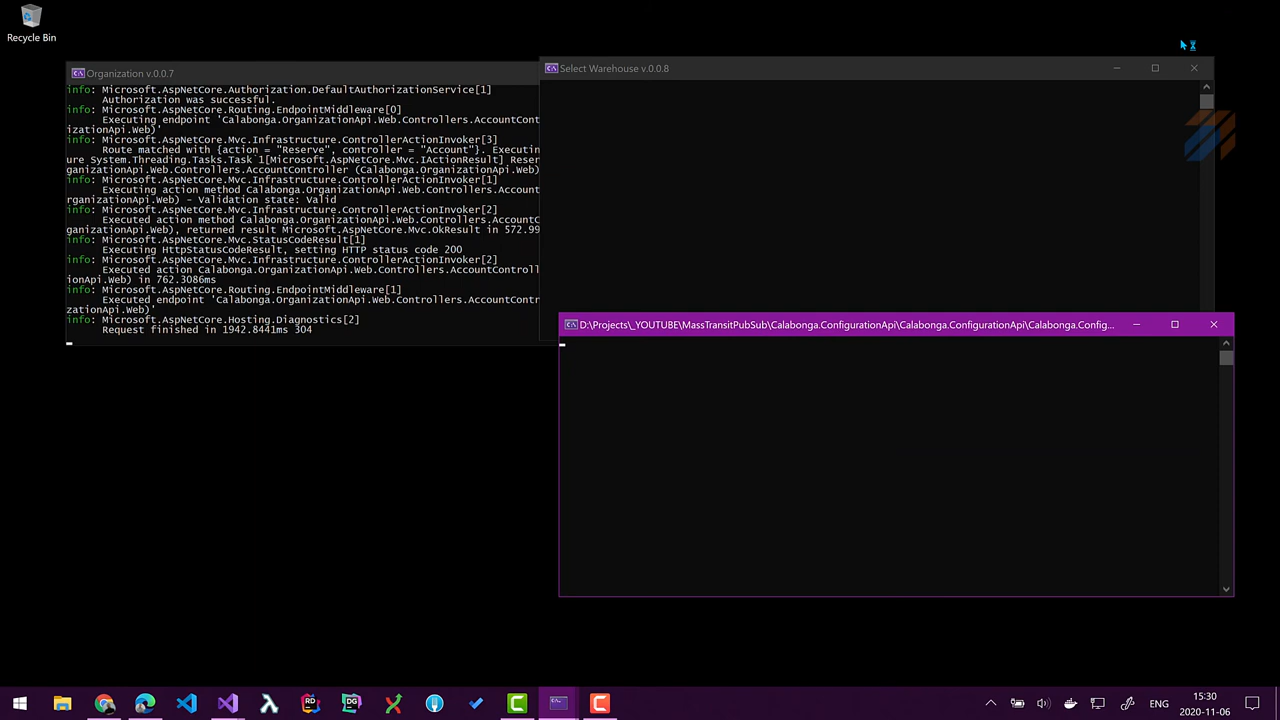 Recycle Bin
Organization v.0.0.7
info: Microsoft.AspNetCore.Authorization.DefaultAuthorizationService[1]
Authorization was successful.
info: Microsoft.AspNetCore.Routing.EndpointMiddleware[0]
Executing endpoint 'Calabonga.OrganizationApi.Web.Controllers.AccountCont
izationApi.Web)'
info: Microsoft.AspNetCore.Mvc.Infrastructure.ControllerActionInvoker[3]
Route matched with {action = "Reserve", controller = "Account"}. Executin
ure System.Threading.Tasks.Task`1[Microsoft.AspNetCore.Mvc.IActionResult] Reser
ganizationApi.Web.Controllers.AccountController (Calabonga.OrganizationApi.Web)
info: Microsoft.AspNetCore.Mvc.Infrastructure.ControllerActionInvoker[1]
Executing action method Calabonga.OrganizationApi.Web.Controllers.Account
rganizationApi.Web) - Validation state: Valid
info: Microsoft.AspNetCore.Mvc.Infrastructure.ControllerActionInvoker[2]
Executed action method Calabonga.OrganizationApi.Web.Controllers.AccountC
ganizationApi.Web), returned result Microsoft.AspNetCore.Mvc.OkResult in 572.99
info: Microsoft.AspNetCore.Mvc.StatusCodeResult[1]
Executing HttpStatusCodeResult, setting HTTP status code 200
info: Microsoft.AspNetCore.Mvc.Infrastructure.ControllerActionInvoker[2]
Executed action Calabonga.OrganizationApi.Web.Controllers.AccountControll
ionApi.Web) in 762.3086ms
info: Microsoft.AspNetCore.Routing.EndpointMiddleware[1]
Executed endpoint 'Calabonga.OrganizationApi.Web.Controllers.AccountContr
zationApi.Web)'
info: Microsoft.AspNetCore.Hosting.Diagnostics[2]
Request finished in 1942.8441ms 304
Select Warehouse v.0.0.8
D:\Projects\_YOUTUBE\MassTransitPubSub\Calabonga.ConfigurationApi\Calabonga.ConfigurationApi\Calabonga.Config...
RD
DG
ENG
15:30
2020-11-06